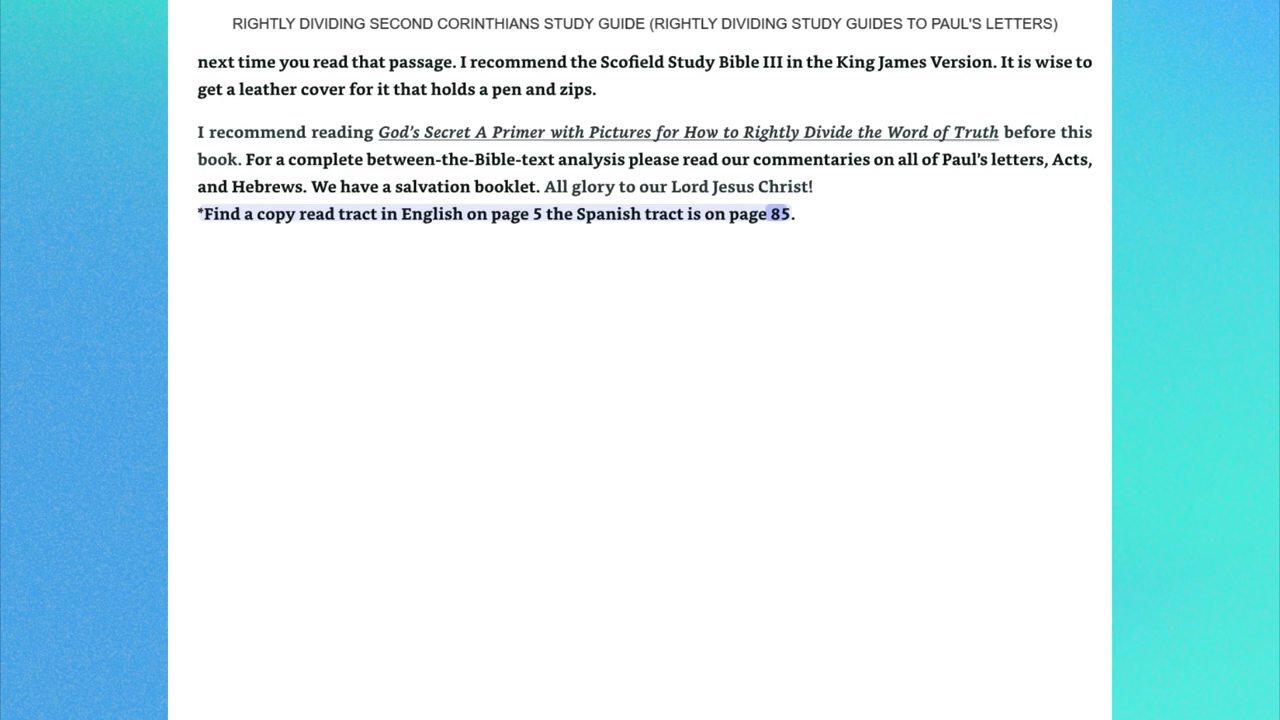 RIGHTLY DIVIDING SECOND CORINTHIANS STUDY GUIDE (RIGHTLY DIVIDING STUDY GUIDES TO PAUL'S LETTERS)
next time you read that passage. I recommend the Scofield Study Bible III in the King James Version. It is wise to
get a leather cover for it that holds a pen and zips.
I recommend reading God’s Secret A Primer with Pictures for How to Rightly Divide the Word of Truth before this
book. For a complete between-the-Bible-text analysis please read our commentaries on all of Paul’s letters, Acts,
and Hebrews. We have a salvation booklet. All glory to our Lord Jesus Christ!
*Find a copy read tract in English on page 5 the Spanish tract is on page 85.